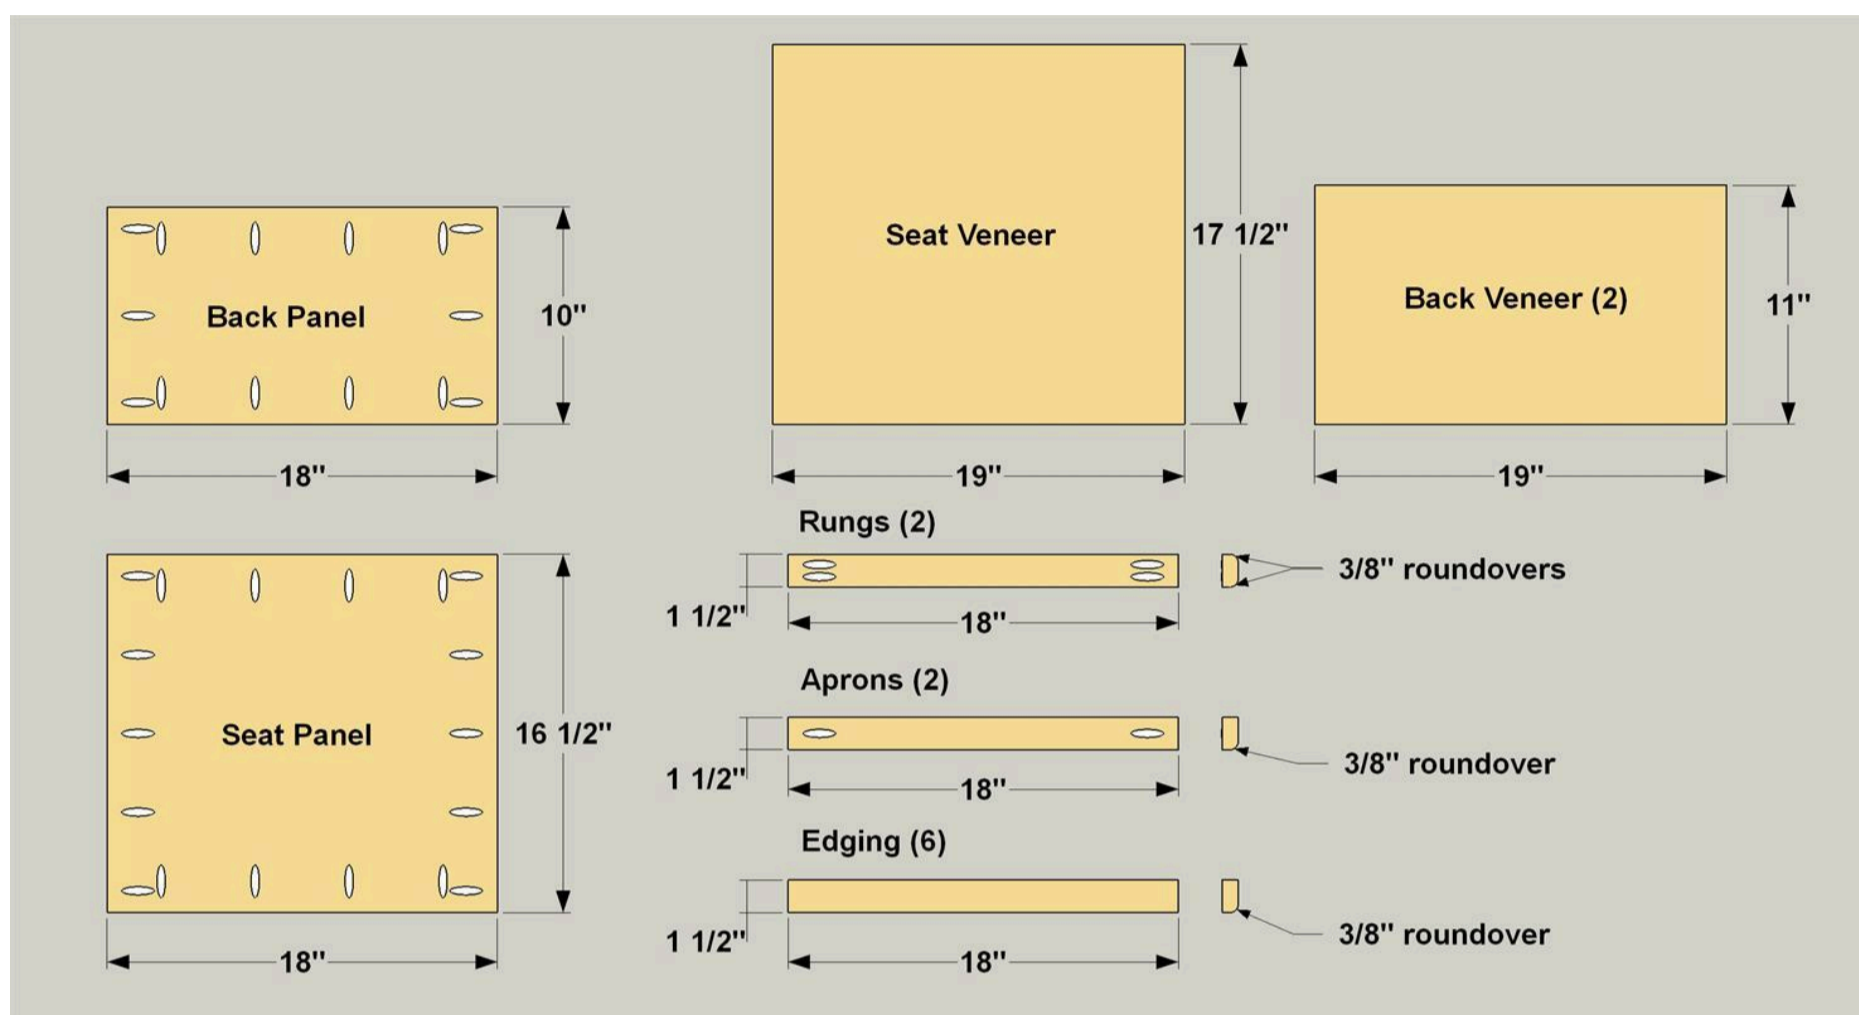 Seat Veneer
17 1/2"
19"
Back Veneer (2)
11"
19"
Back Panel
10"
18"
Rungs (2)
1 1/2"
18"
3/8" roundovers
Seat Panel
16 1/2"
18"
Aprons (2)
1 1/2"
18"
3/8" roundover
Edging (6)
1 1/2"
18"
3/8" roundover